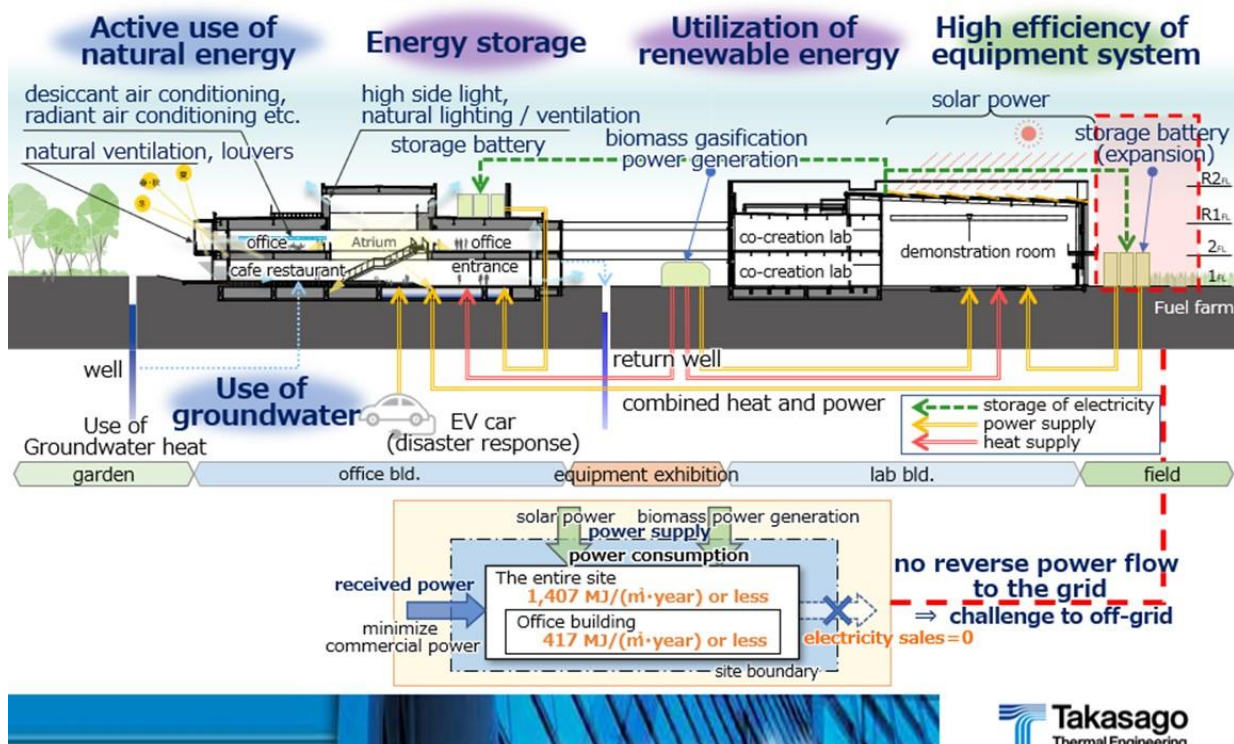 Active use of
natural energy
Energy storage
Utilization of
renewable energy
High efficiency of
equipment system
desiccant air conditioning,
radiant air conditioning etc.
natural ventilation, louvers
high side light,
natural lighting / ventilation
storage battery
biomass gasification
power generation
solar power
storage battery
(expansion)
春・秋
夏
冬
R2FL
R1FL
2FL
1FL
office
Atrium
office
cafe restaurant
entrance
co-creation lab
co-creation lab
demonstration room
Fuel farm
well
return well
Use of
groundwater
Use of
Groundwater heat
EV car
(disaster response)
combined heat and power
storage of electricity
power supply
heat supply
garden
office bld.
equipment exhibition
lab bld.
field
solar power
biomass power generation
power supply
power consumption
received power
minimize
commercial power
The entire site
1,407 MJ/(㎡·year) or less
Office building
417 MJ/(㎡·year) or less
electricity sales=0
site boundary
no reverse power flow
to the grid
⇒ challenge to off-grid
Takasago
Thermal Engineering